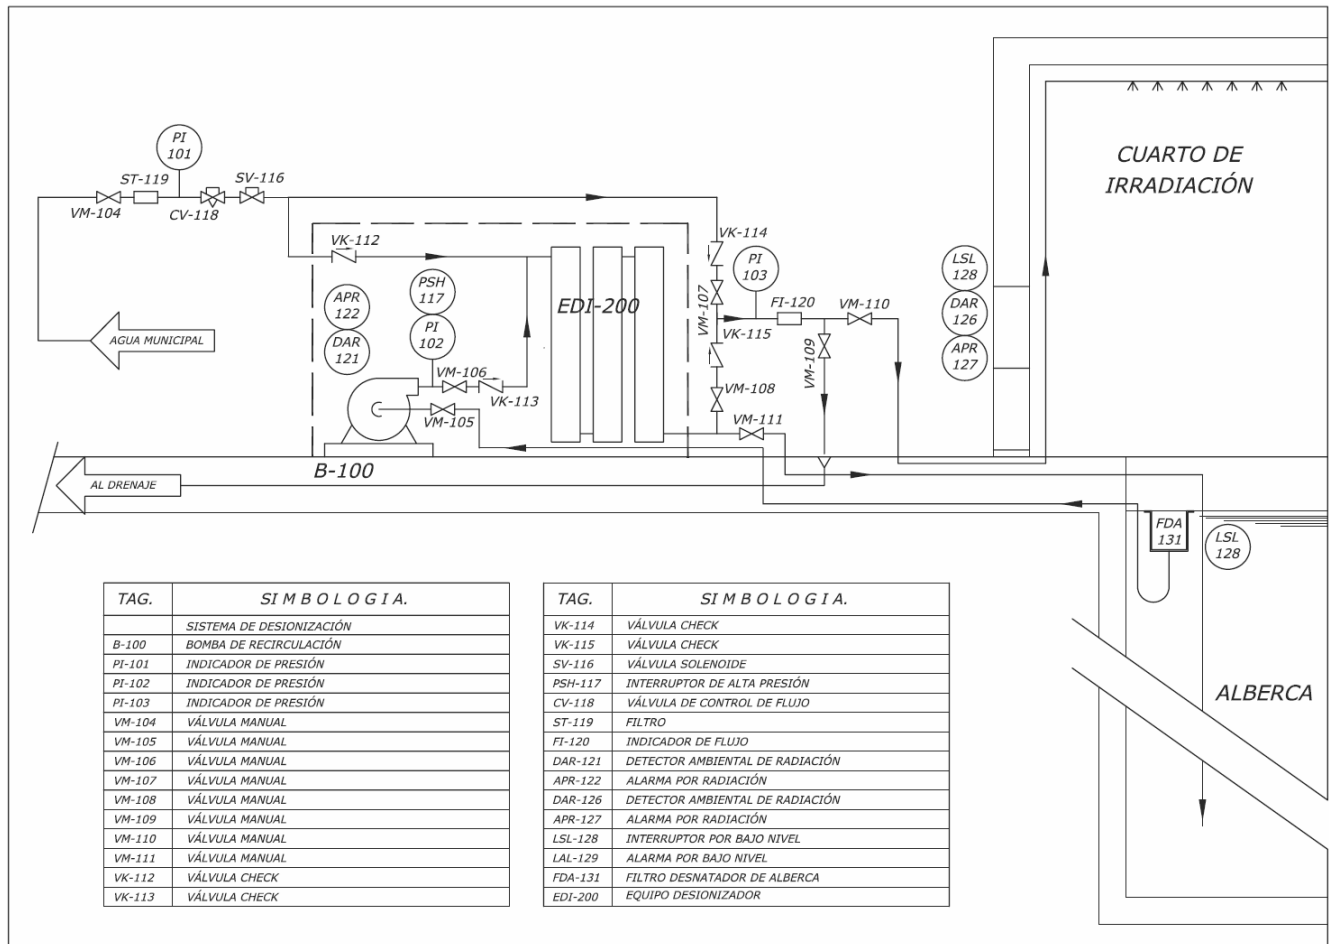 PI
101
ST-119
SV-116
VM-104
CV-118
AGUA MUNICIPAL
VK-112
APR
122
DAR
121
PSH
117
PI
102
VM-106
VK-113
VM-105
B-100
EDI-200
VK-114
VM-107
PI
103
FI-120
VM-110
VK-115
VM-109
VM-108
VM-111
LSL
128
DAR
126
APR
127
CUARTO DE
IRRADIACIÓN
AL DRENAJE
FDA
131
LSL
128
ALBERCA
TAG. SIMBOLOGIA.
SISTEMA DE DESIONIZACIÓN
B-100 BOMBA DE RECIRCULACIÓN
PI-101 INDICADOR DE PRESIÓN
PI-102 INDICADOR DE PRESIÓN
PI-103 INDICADOR DE PRESIÓN
VM-104 VÁLVULA MANUAL
VM-105 VÁLVULA MANUAL
VM-106 VÁLVULA MANUAL
VM-107 VÁLVULA MANUAL
VM-108 VÁLVULA MANUAL
VM-109 VÁLVULA MANUAL
VM-110 VÁLVULA MANUAL
VM-111 VÁLVULA MANUAL
VK-112 VÁLVULA CHECK
VK-113 VÁLVULA CHECK
TAG. SIMBOLOGIA.
VK-114 VÁLVULA CHECK
VK-115 VÁLVULA CHECK
SV-116 VÁLVULA SOLENOIDE
PSH-117 INTERRUPTOR DE ALTA PRESIÓN
CV-118 VÁLVULA DE CONTROL DE FLUJO
ST-119 FILTRO
FI-120 INDICADOR DE FLUJO
DAR-121 DETECTOR AMBIENTAL DE RADIACIÓN
APR-122 ALARMA POR RADIACIÓN
DAR-126 DETECTOR AMBIENTAL DE RADIACIÓN
APR-127 ALARMA POR RADIACIÓN
LSL-128 INTERRUPTOR POR BAJO NIVEL
LAL-129 ALARMA POR BAJO NIVEL
FDA-131 FILTRO DESNATADOR DE ALBERCA
EDI-200 EQUIPO DESIONIZADOR